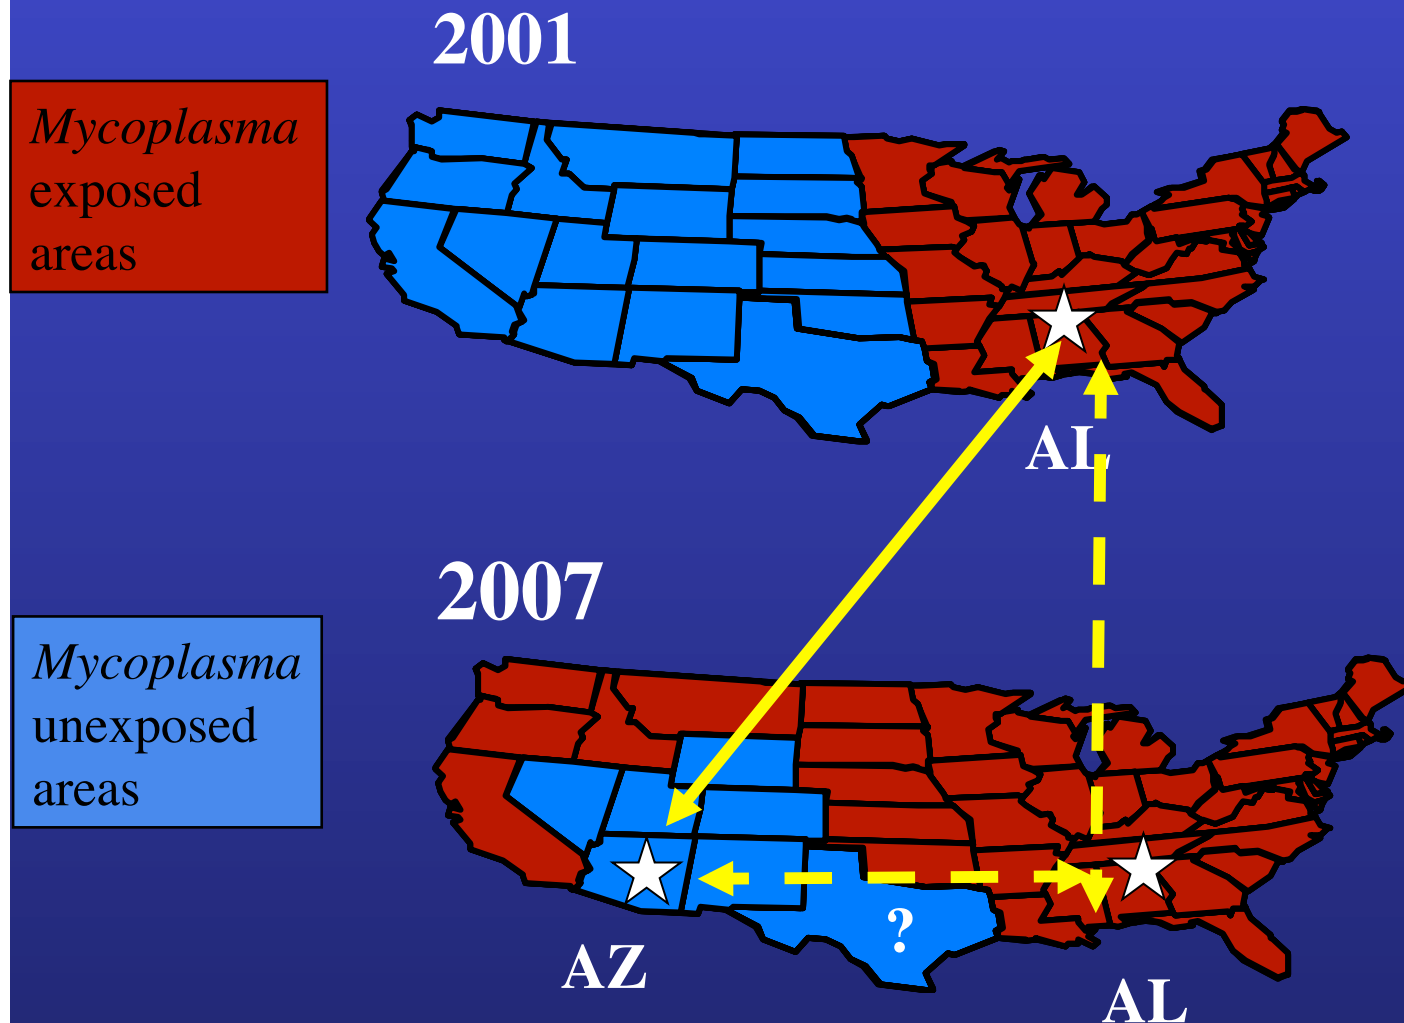 2001
Mycoplasma
exposed
areas
AL
2007
Mycoplasma
unexposed
areas
?
AZ
AL